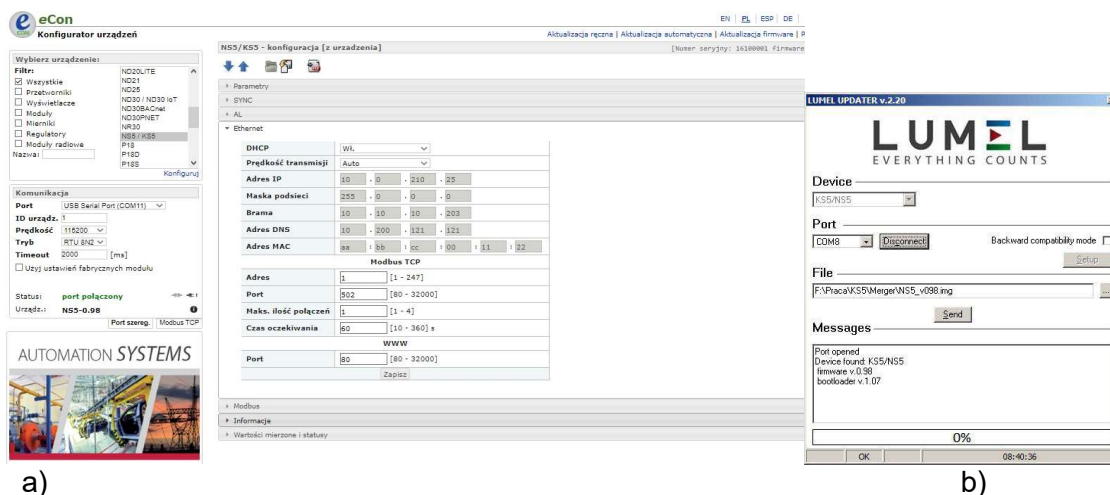 eCon
Konfigurator urządzeń
EN | PL | ESP | DE |
Aktualizacja ręczna | Aktualizacja automatyczna | Aktualizacja firmware | P
Wybierz urządzenie:
Filtr:
Wszystkie
Przetworniki
Wyświetlacze
Moduły
Mierniki
Regulatory
Moduły radiowe
Nazwa:
ND20LITE
ND21
ND25
ND30 / ND30 IoT
ND30BACnet
ND30PNET
NR30
NS5 / KS5
P18
P18D
P18S
Konfiguruj
Komunikacja
Port USB Serial Port (COM11)
ID urządz. 1
Prędkość 115200
Tryb RTU 8N2
Timeout 2000 [ms]
Użyj ustawień fabrycznych modułu
Status: port połączony
Urządz.: NS5-0.98
Port szereg. Modbus TCP
AUTOMATION SYSTEMS
NS5/KS5 - konfiguracja [z urzadzenia]
[Numer seryjny: 16100001 firmware
Parametry
SYNC
AL
Ethernet
DHCP Wł.
Prędkość transmisji Auto
Adres IP 10 . 0 . 210 . 25
Maska podsieci 255 . 0 . 0 . 0
Brama 10 . 10 . 10 . 203
Adres DNS 10 . 200 . 121 . 121
Adres MAC aa : bb : cc : 00 : 11 : 22
Modbus TCP
Adres 1 [1 - 247]
Port 502 [80 - 32000]
Maks. ilość połączeń 1 [1 - 4]
Czas oczekiwania 60 [10 - 360] s
WWW
Port 80 [80 - 32000]
Zapisz
Modbus
Informacje
Wartości mierzone i statusy
a)
LUMEL UPDATER v.2.20
LUMEL
EVERYTHING COUNTS
Device
KS5/NS5
Port
COM8 Disconnect Backward compatibility mode
Setup
File
F:\Praca\KS5\Merger\NS5_v098.img ...
Send
Messages
Port opened
Device found: KS5/NS5
firmware v.0.98
bootloader v.1.07
0%
OK 08:40:36
b)